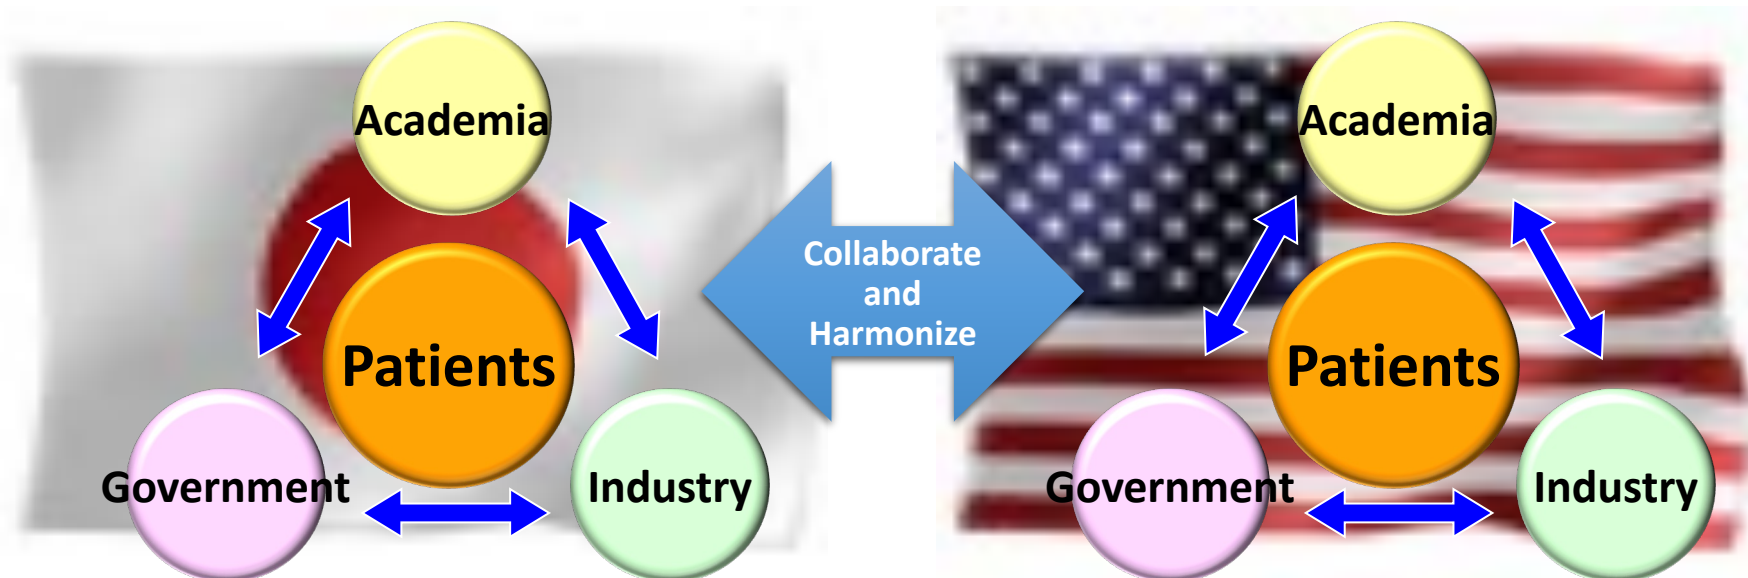 Academia
Patients
Government
Industry
Collaborate
and
Harmonize
Academia
Patients
Government
Industry